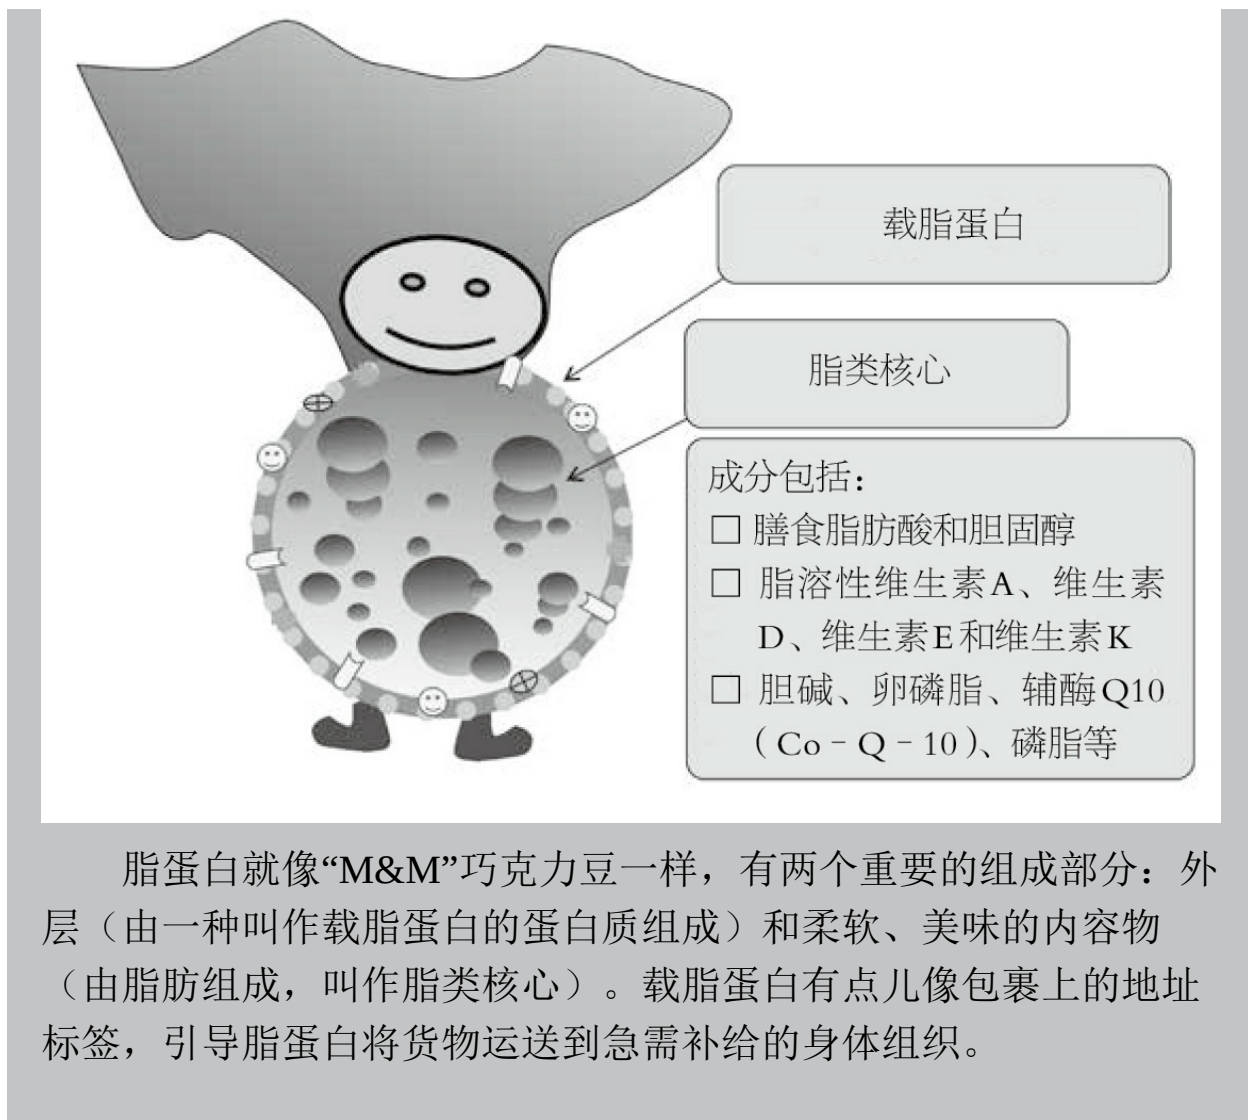 载脂蛋白
脂类核心
成分包括：
□ 膳食脂肪酸和胆固醇
□ 脂溶性维生素A、维生素
D、维生素E和维生素K
□ 胆碱、卵磷脂、辅酶Q10
（Co－Q－10）、磷脂等
脂蛋白就像“M&M”巧克力豆一样，有两个重要的组成部分：外
层（由一种叫作载脂蛋白的蛋白质组成）和柔软、美味的内容物
（由脂肪组成，叫作脂类核心）。载脂蛋白有点儿像包裹上的地址
标签，引导脂蛋白将货物运送到急需补给的身体组织。